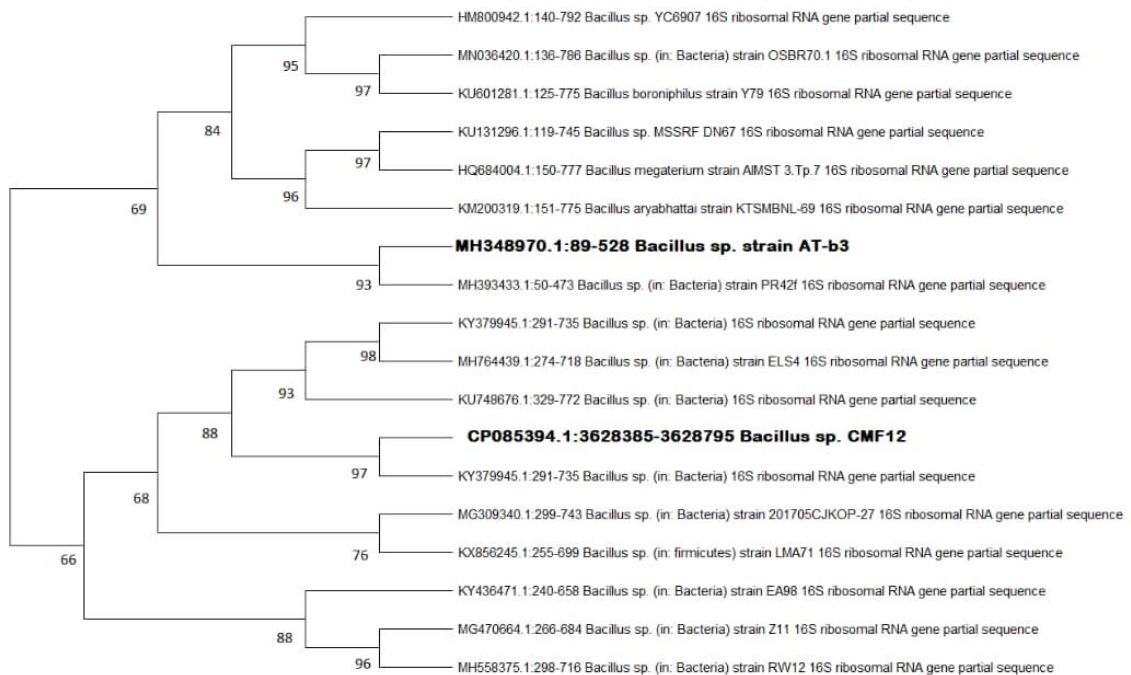 HM800942.1:140-792 Bacillus sp. YC6907 16S ribosomal RNA gene partial sequence
95
MN036420.1:136-786 Bacillus sp. (in: Bacteria) strain OSBR70.1 16S ribosomal RNA gene partial sequence
97
KU601281.1:125-775 Bacillus boroniphilus strain Y79 16S ribosomal RNA gene partial sequence
84
KU131296.1:119-745 Bacillus sp. MSSRF DN67 16S ribosomal RNA gene partial sequence
97
HQ684004.1:150-777 Bacillus megaterium strain AIMST 3.Tp.7 16S ribosomal RNA gene partial sequence
96
KM200319.1:151-775 Bacillus aryabhattai strain KTSMBNL-69 16S ribosomal RNA gene partial sequence
69
MH348970.1:89-528 Bacillus sp. strain AT-b3
93
MH393433.1:50-473 Bacillus sp. (in: Bacteria) strain PR42f 16S ribosomal RNA gene partial sequence
KY379945.1:291-735 Bacillus sp. (in: Bacteria) 16S ribosomal RNA gene partial sequence
98
MH764439.1:274-718 Bacillus sp. (in: Bacteria) strain ELS4 16S ribosomal RNA gene partial sequence
93
KU748676.1:329-772 Bacillus sp. (in: Bacteria) 16S ribosomal RNA gene partial sequence
88
CP085394.1:3628385-3628795 Bacillus sp. CMF12
97
KY379945.1:291-735 Bacillus sp. (in: Bacteria) 16S ribosomal RNA gene partial sequence
68
MG309340.1:299-743 Bacillus sp. (in: Bacteria) strain 201705CJKOP-27 16S ribosomal RNA gene partial sequence
76
KX856245.1:255-699 Bacillus sp. (in: firmicutes) strain LMA71 16S ribosomal RNA gene partial sequence
66
KY436471.1:240-658 Bacillus sp. (in: Bacteria) strain EA98 16S ribosomal RNA gene partial sequence
88
MG470664.1:266-684 Bacillus sp. (in: Bacteria) strain Z11 16S ribosomal RNA gene partial sequence
96
MH558375.1:298-716 Bacillus sp. (in: Bacteria) strain RW12 16S ribosomal RNA gene partial sequence